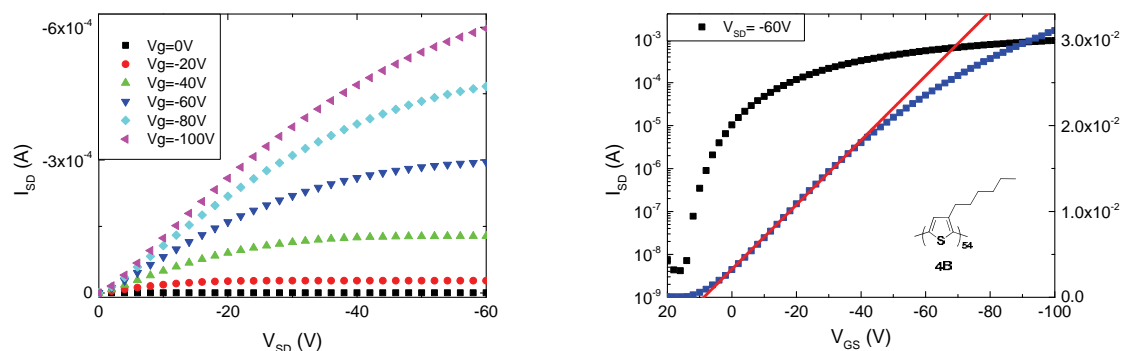 -6x10⁻⁴
-3x10⁻⁴
0
I_SD (A)
Vg=0V
Vg=-20V
Vg=-40V
Vg=-60V
Vg=-80V
Vg=-100V
0 -20 -40 -60
V_SD (V)
V_SD= -60V
10⁻³
10⁻⁴
10⁻⁵
10⁻⁶
10⁻⁷
10⁻⁸
10⁻⁹
I_SD (A)
3.0x10⁻²
2.0x10⁻²
1.0x10⁻²
0.0
S
54
4B
20 0 -20 -40 -60 -80 -100
V_GS (V)